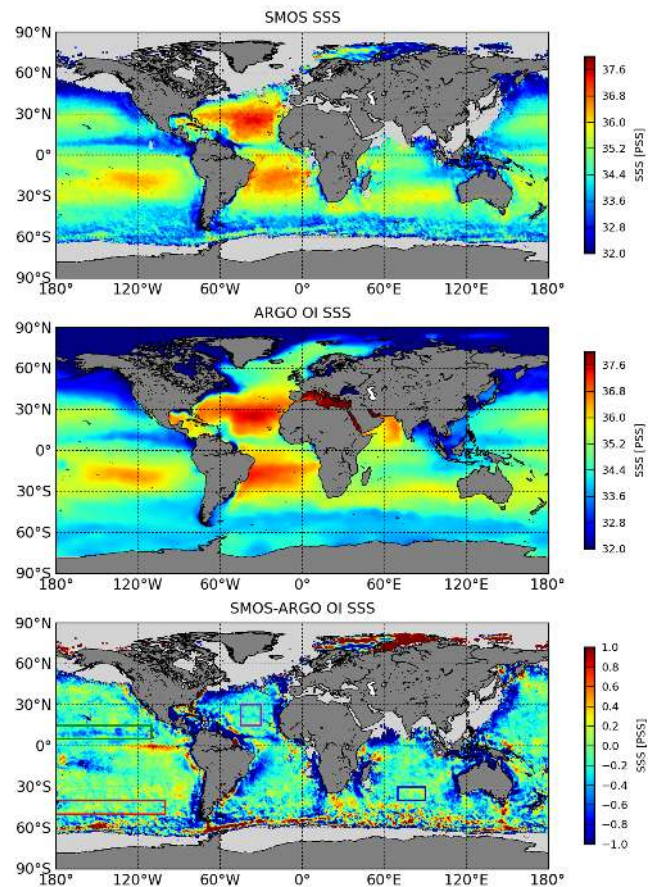 SMOS SSS
90°N
60°N
30°N
0°
30°S
60°S
90°S
180° 120°W 60°W 0° 60°E 120°E 180°
37.6
36.8
36.0
35.2
34.4
33.6
32.8
32.0
SSS [PSS]
ARGO OI SSS
90°N
60°N
30°N
0°
30°S
60°S
90°S
180° 120°W 60°W 0° 60°E 120°E 180°
37.6
36.8
36.0
35.2
34.4
33.6
32.8
32.0
SSS [PSS]
SMOS-ARGO OI SSS
90°N
60°N
30°N
0°
30°S
60°S
90°S
180° 120°W 60°W 0° 60°E 120°E 180°
1.0
0.8
0.6
0.4
0.2
0.0
−0.2
−0.4
−0.6
−0.8
−1.0
SSS [PSS]